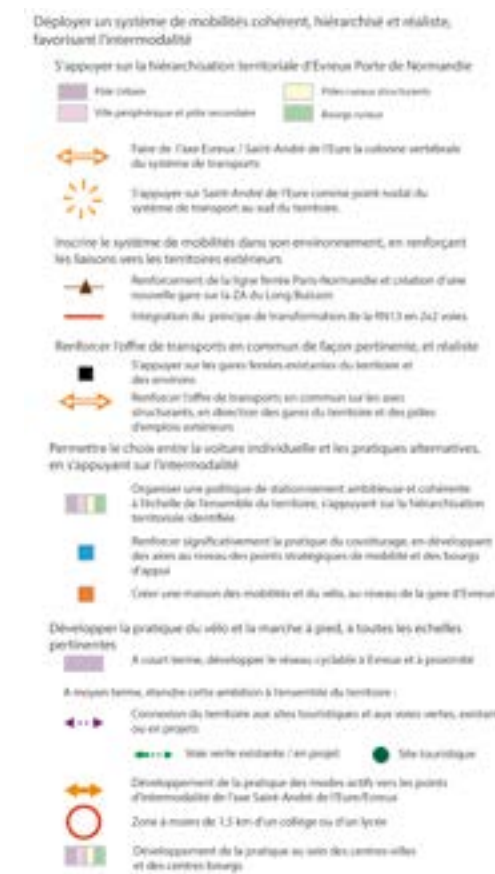 Déployer un système de mobilités cohérent, hiérarchisé et réaliste,
favorisant l'intermodalité
S'appuyer sur la hiérarchisation territoriale d'Evreux Porte de Normandie
Pôle Urbain
Pôles ruraux structurants
Ville périphérique et pôle secondaire
Bourgs ruraux
Faire de l'axe Evreux / Saint-André de l'Eure la colonne vertébrale
du système de transports
S'appuyer sur Saint-André de l'Eure comme point nodal du
système de transport au sud du territoire.
Inscrire le système de mobilités dans son environnement, en renforçant
les liaisons vers les territoires extérieurs
Renforcement de la ligne ferrée Paris-Normandie et création d'une
nouvelle gare sur la ZA du Long Buisson
Intégration du principe de transformation de la RN13 en 2x2 voies
Renforcer l'offre de transports en commun de façon pertinente, et réaliste
S'appuyer sur les gares ferrées existantes du territoire et
des environs
Renforcer l'offre de transports en commun sur les axes
structurants, en direction des gares du territoire et des pôles
d'emplois extérieurs
Permettre le choix entre la voiture individuelle et les pratiques alternatives,
en s'appuyant sur l'intermodalité
Organiser une politique de stationnement ambitieuse et cohérente
à l'échelle de l'ensemble du territoire, s'appuyant sur la hiérarchisation
territoriale identifiée
Renforcer significativement la pratique du covoiturage, en développant
des aires au niveau des points stratégiques de mobilité et des bourgs
d'appui
Créer une maison des mobilités et du vélo, au niveau de la gare d'Evreux
Développer la pratique du vélo et la marche à pied, à toutes les échelles
pertinentes
A court terme, développer le réseau cyclable à Evreux et à proximité
A moyen terme, étendre cette ambition à l'ensemble du territoire :
Connexion du territoire aux sites touristiques et aux voies vertes, existant
ou en projets
Voie verte existante / en projet
Site touristique
Développement de la pratique des modes actifs vers les points
d'intermodalité de l'axe Saint-André de l'Eure/Evreux
Zone à moins de 1,5 km d'un collège ou d'un lycée
Développement de la pratique au sein des centres-villes
et des centres bourgs